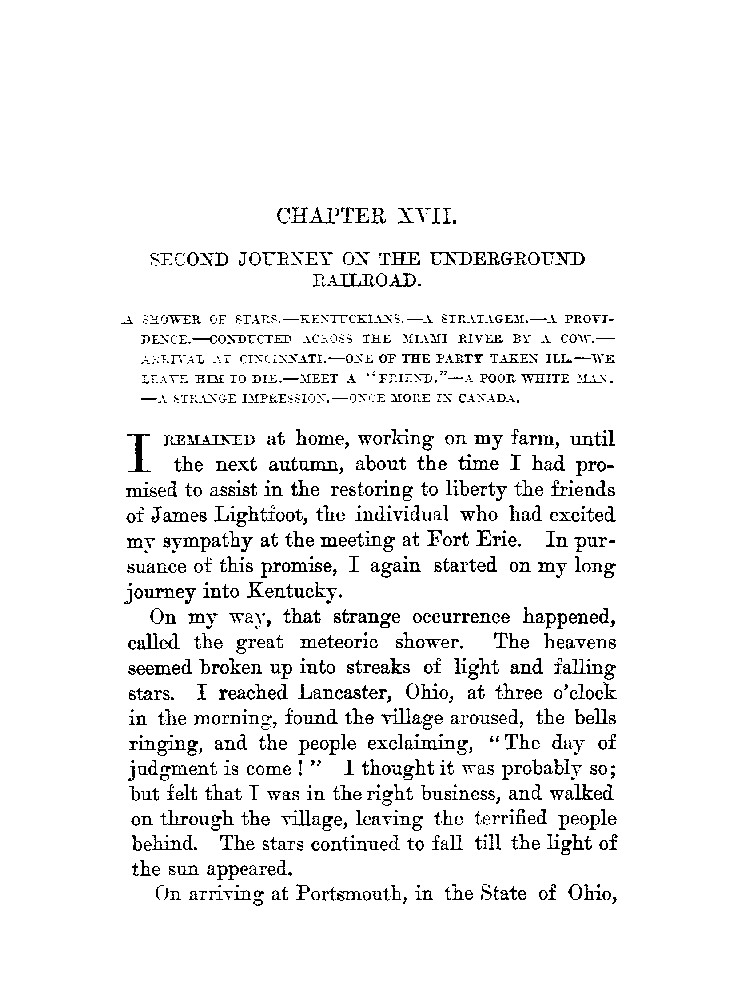 CHAPTER XVII.
SECOND JOURNEY ON THE UNDERGROUND
RAILROAD.
A SHOWER OF STARS.—KENTUCKIANS.—A STRATAGEM.—A PROVI-
DENCE.—CONDUCTED ACROSS THE MIAMI RIVER BY A COW.—
ARRIVAL AT CINCINNATI.—ONE OF THE PARTY TAKEN ILL.—WE
LEAVE HIM TO DIE.—MEET A "FRIEND."—A POOR WHITE MAN.
—A STRANGE IMPRESSION.—ONCE MORE IN CANADA.
I REMAINED at home, working on my farm, until
the next autumn, about the time I had pro-
mised to assist in the restoring to liberty the friends
of James Lightfoot, the individual who had excited
my sympathy at the meeting at Fort Erie. In pur-
suance of this promise, I again started on my long
journey into Kentucky.
On my way, that strange occurrence happened,
called the great meteoric shower. The heavens
seemed broken up into streaks of light and falling
stars. I reached Lancaster, Ohio, at three o'clock
in the morning, found the village aroused, the bells
ringing, and the people exclaiming, "The day of
judgment is come!" I thought it was probably so;
but felt that I was in the right business, and walked
on through the village, leaving the terrified people
behind. The stars continued to fall till the light of
the sun appeared.
On arriving at Portsmouth, in the State of Ohio,